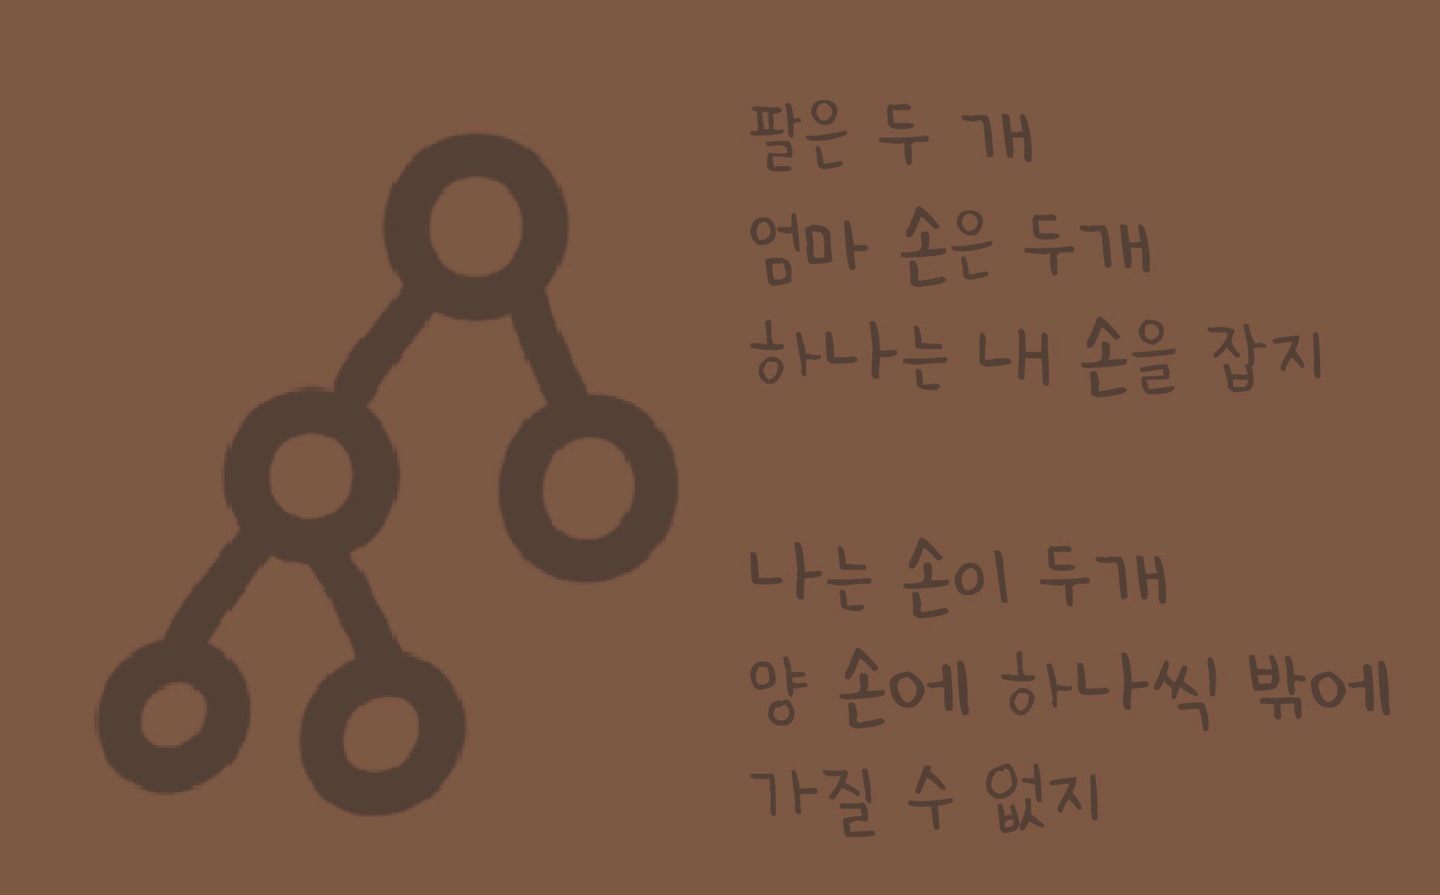 팔은 두 개
엄마 손은 두개
하나는 내 손을 잡지
나는 손이 두개
양 손에 하나씩 밖에
가질 수 없지